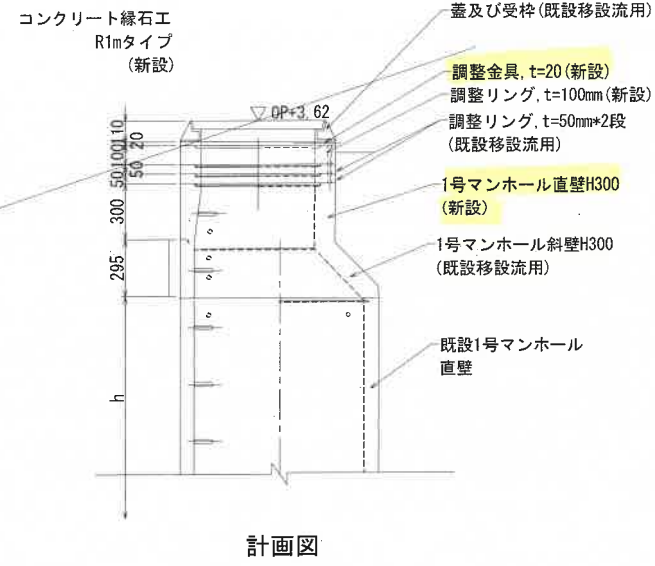 コンクリート縁石工
R1mタイプ
(新設)
蓋及び受枠(既設移設流用)
調整金具, t=20(新設)
調整リング, t=100mm(新設)
調整リング, t=50mm*2段
(既設移設流用)
1号マンホール直壁H300
(新設)
1号マンホール斜壁H300
(既設移設流用)
既設1号マンホール
直壁
OP+3.62
110
20
100
50
50
300
295
h
計画図